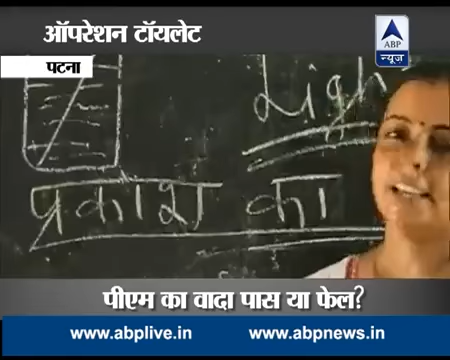 ऑपरेशन टॉयलेट
ABP
न्यूज़
पटना
Ligh
प्रकाश का
पीएम का वादा पास या फेल?
www.abplive.in www.abpnews.in